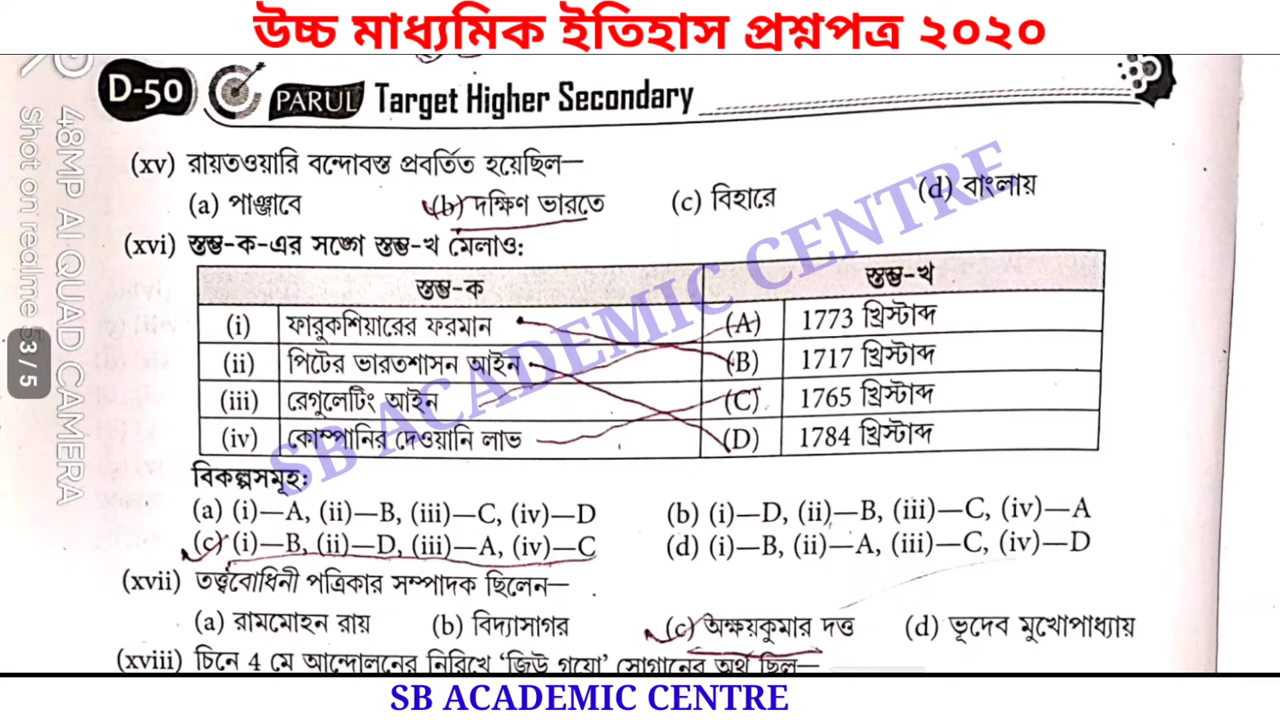 উচ্চ মাধ্যমিক ইতিহাস প্রশ্নপত্র ২০২০
D-50 PARUL Target Higher Secondary
(xv) রায়তওয়ারি বন্দোবস্ত প্রবর্তিত হয়েছিল—
(a) পাঞ্জাবে (b) দক্ষিণ ভারতে (c) বিহারে (d) বাংলায়
(xvi) স্তম্ভ-ক-এর সঙ্গে স্তম্ভ-খ মেলাও:
স্তম্ভ-ক স্তম্ভ-খ
(i) ফারুকশিয়ারের ফরমান (A) 1773 খ্রিস্টাব্দ
(ii) পিটের ভারতশাসন আইন (B) 1717 খ্রিস্টাব্দ
(iii) রেগুলেটিং আইন (C) 1765 খ্রিস্টাব্দ
(iv) কোম্পানির দেওয়ানি লাভ (D) 1784 খ্রিস্টাব্দ
বিকল্পসমূহ:
(a) (i)—A, (ii)—B, (iii)—C, (iv)—D (b) (i)—D, (ii)—B, (iii)—C, (iv)—A
(c) (i)—B, (ii)—D, (iii)—A, (iv)—C (d) (i)—B, (ii)—A, (iii)—C, (iv)—D
(xvii) তত্ত্ববোধিনী পত্রিকার সম্পাদক ছিলেন—
(a) রামমোহন রায় (b) বিদ্যাসাগর (c) অক্ষয়কুমার দত্ত (d) ভূদেব মুখোপাধ্যায়
(xviii) চিনে 4 মে আন্দোলনের নিরিখে ‘জিউ গুয়ো’ স্লোগানের অর্থ ছিল—
SB ACADEMIC CENTRE
SB ACADEMIC CENTRE
Shot on realme 5
48MP AI QUAD CAMERA
3 / 5